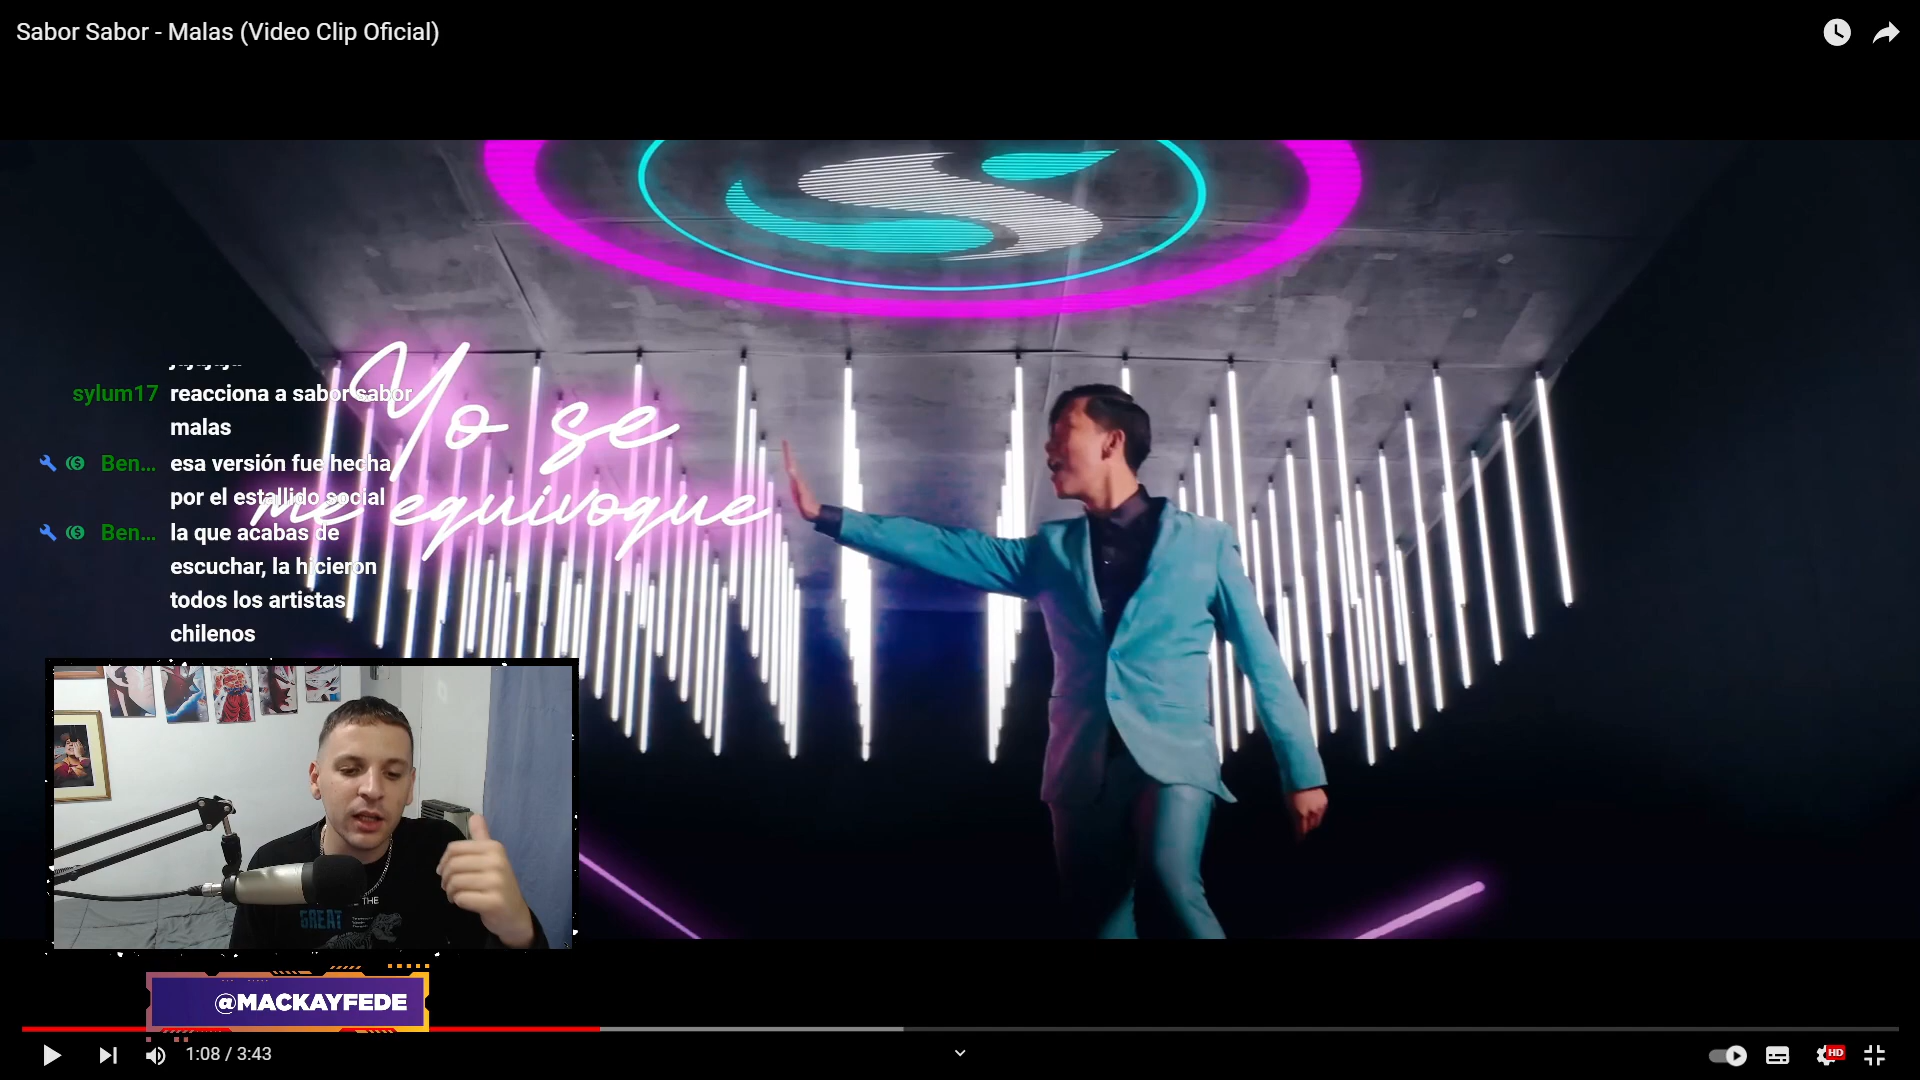 Sabor Sabor - Malas (Video Clip Oficial)
Yo se
me equivoque
sylum17 reacciona a sabor sabor
malas
Ben... esa versión fue hecha
por el estallido social
Ben... la que acabas de
escuchar, la hicieron
todos los artistas
chilenos
THE
GREAT
@MACKAYFEDE
1:08 / 3:43
HD